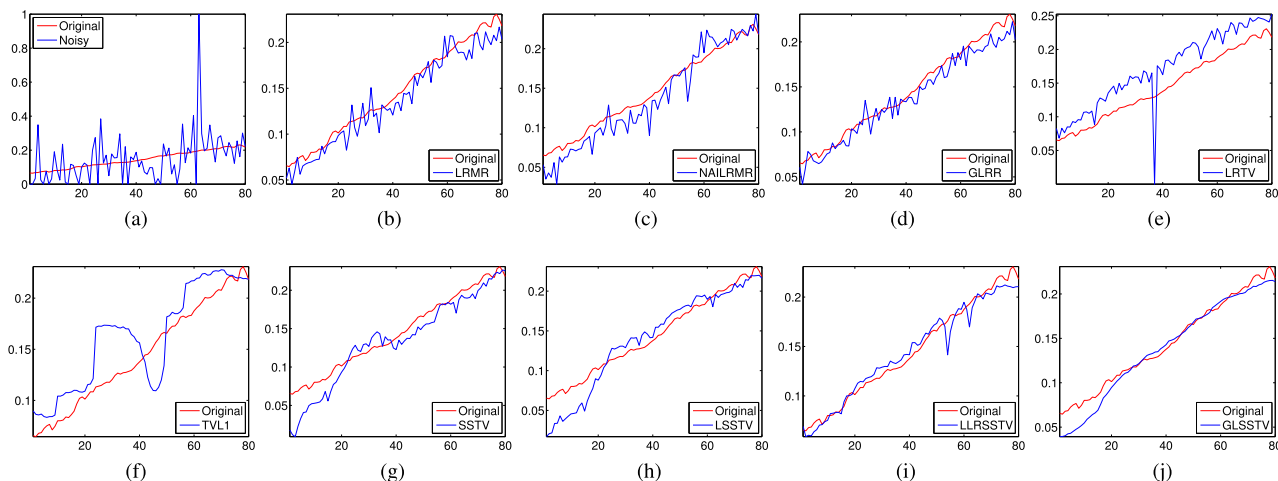 1
0.8
0.6
0.4
0.2
0
20 40 60 80
Original
Noisy
(a)
0.2
0.15
0.1
0.05
20 40 60 80
Original
LRMR
(b)
0.2
0.15
0.1
0.05
20 40 60 80
Original
NAILRMR
(c)
0.2
0.15
0.1
0.05
20 40 60 80
Original
GLRR
(d)
0.25
0.2
0.15
0.1
0.05
20 40 60 80
Original
LRTV
(e)
0.2
0.15
0.1
20 40 60 80
Original
TVL1
(f)
0.2
0.15
0.1
0.05
20 40 60 80
Original
SSTV
(g)
0.2
0.15
0.1
0.05
20 40 60 80
Original
LSSTV
(h)
0.2
0.15
0.1
20 40 60 80
Original
LLRSSTV
(i)
0.2
0.15
0.1
0.05
20 40 60 80
Original
GLSSTV
(j)